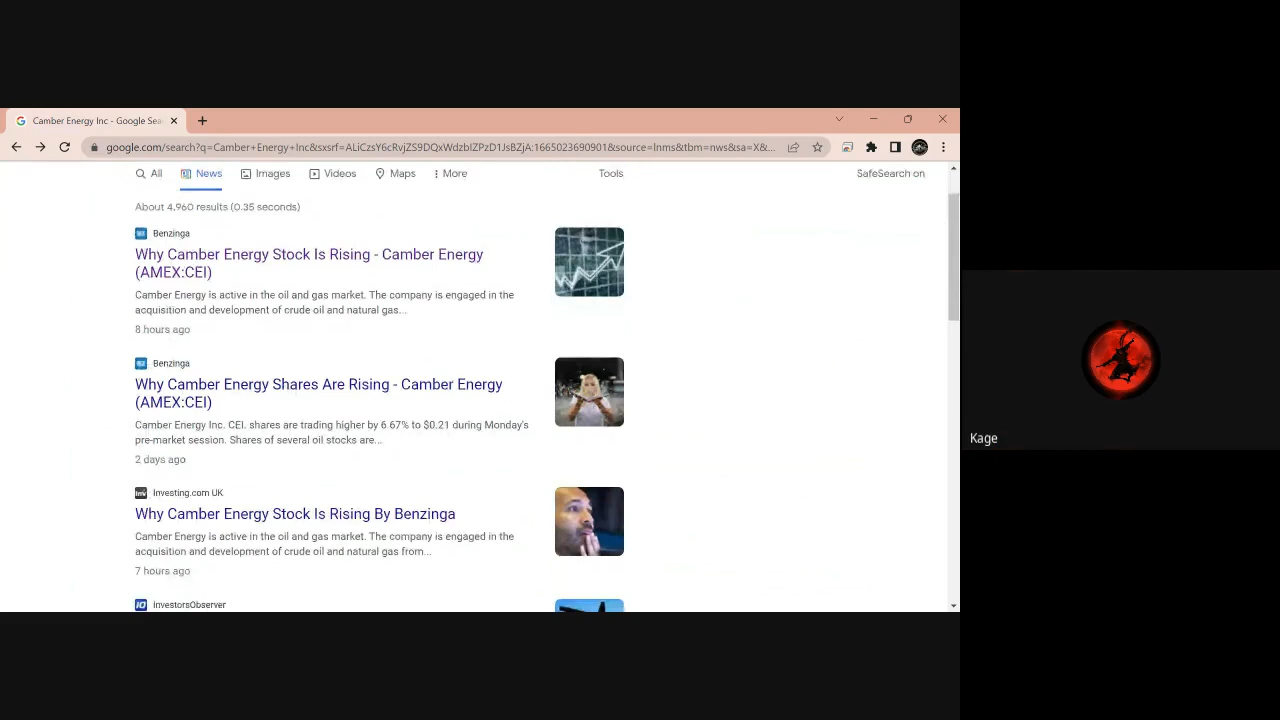 Camber Energy Inc - Google Sea
google.com/search?q=Camber+Energy+Inc&sxsrf=ALiCzsY6cRvjZS9DQxWdzbIZPzD1JsBZjA:1665023690901&source=lnms&tbm=nws&sa=X&...
All News Images Videos Maps More Tools SafeSearch on
About 4,960 results (0.35 seconds)
Benzinga
Why Camber Energy Stock Is Rising - Camber Energy
(AMEX:CEI)
Camber Energy is active in the oil and gas market. The company is engaged in the
acquisition and development of crude oil and natural gas...
8 hours ago
Benzinga
Why Camber Energy Shares Are Rising - Camber Energy
(AMEX:CEI)
Camber Energy Inc. CEI. shares are trading higher by 6.67% to $0.21 during Monday's
pre-market session. Shares of several oil stocks are...
2 days ago
Investing.com UK
Why Camber Energy Stock Is Rising By Benzinga
Camber Energy is active in the oil and gas market. The company is engaged in the
acquisition and development of crude oil and natural gas from...
7 hours ago
InvestorsObserver
Kage